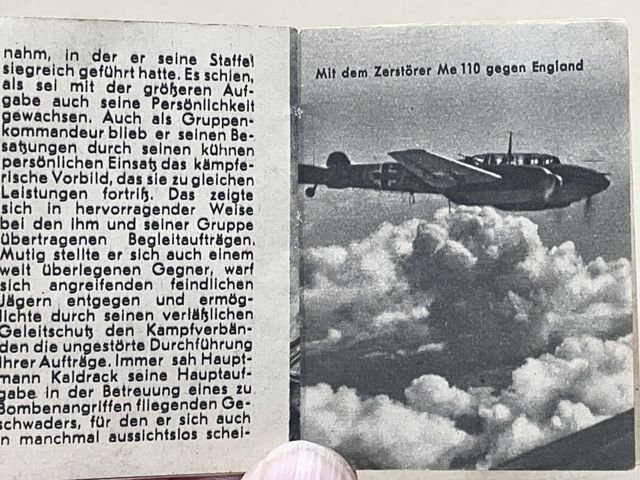 nahm, in der er seine Staffel
siegreich geführt hatte. Es schien,
als sei mit der größeren Auf-
gabe auch seine Persönlichkeit
gewachsen. Auch als Gruppen-
kommandeur blieb er seinen Be-
satzungen durch seinen kühnen
persönlichen Einsatz das kämpfe-
rische Vorbild, das sie zu gleichen
Leistungen fortriß. Das zeigte
sich in hervorragender Weise
bei den ihm und seiner Gruppe
übertragenen Begleitaufträgen.
Mutig stellte er sich auch einem
weit überlegenen Gegner, warf
sich angreifenden feindlichen
Jägern entgegen und ermög-
lichte durch seinen verläßlichen
Geleitschutz den Kampfverbän-
den die ungestörte Durchführung
ihrer Aufträge. Immer sah Haupt-
mann Kaldrack seine Hauptauf-
gabe in der Betreuung eines zu
Bombenangriffen fliegenden Ge-
schwaders, für den er sich auch
in manchmal aussichtslos schei-
Mit dem Zerstörer Me 110 gegen England